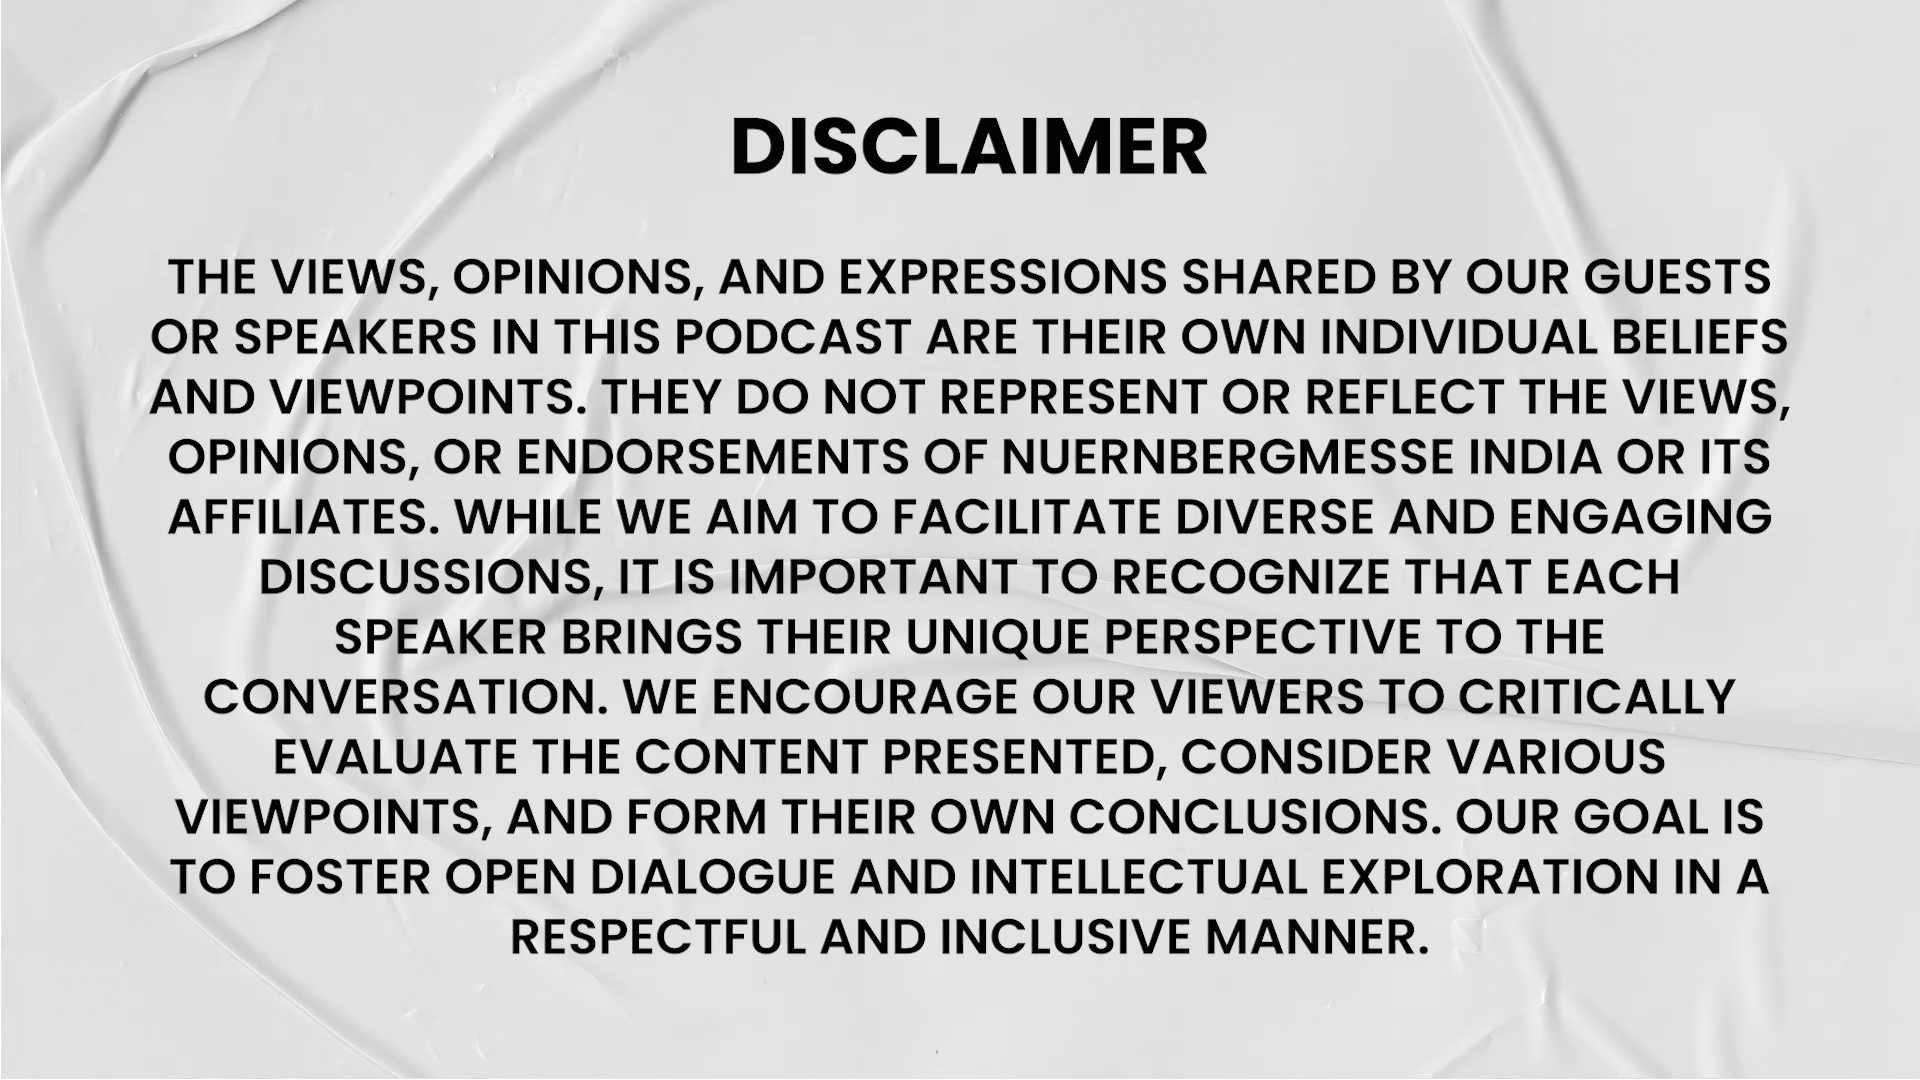 DISCLAIMER
THE VIEWS, OPINIONS, AND EXPRESSIONS SHARED BY OUR GUESTS
OR SPEAKERS IN THIS PODCAST ARE THEIR OWN INDIVIDUAL BELIEFS
AND VIEWPOINTS. THEY DO NOT REPRESENT OR REFLECT THE VIEWS,
OPINIONS, OR ENDORSEMENTS OF NUERNBERGMESSE INDIA OR ITS
AFFILIATES. WHILE WE AIM TO FACILITATE DIVERSE AND ENGAGING
DISCUSSIONS, IT IS IMPORTANT TO RECOGNIZE THAT EACH
SPEAKER BRINGS THEIR UNIQUE PERSPECTIVE TO THE
CONVERSATION. WE ENCOURAGE OUR VIEWERS TO CRITICALLY
EVALUATE THE CONTENT PRESENTED, CONSIDER VARIOUS
VIEWPOINTS, AND FORM THEIR OWN CONCLUSIONS. OUR GOAL IS
TO FOSTER OPEN DIALOGUE AND INTELLECTUAL EXPLORATION IN A
RESPECTFUL AND INCLUSIVE MANNER.